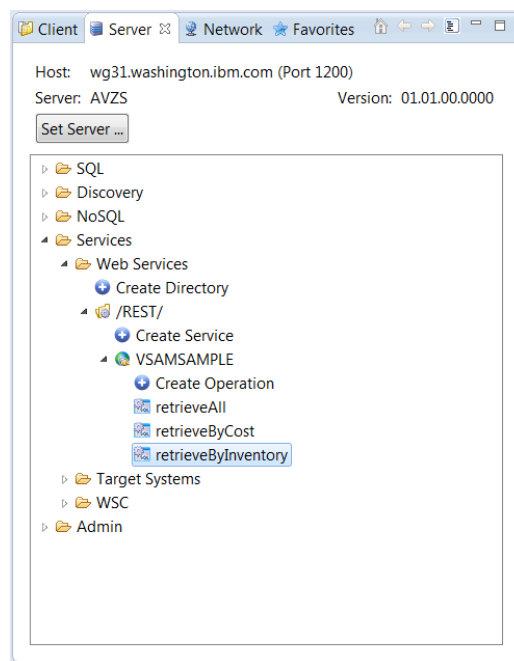 Client Server Network Favorites
Host: wg31.washington.ibm.com (Port 1200)
Server: AVZS Version: 01.01.00.0000
Set Server ...
SQL
Discovery
NoSQL
Services
Web Services
Create Directory
/REST/
Create Service
VSAMSAMPLE
Create Operation
retrieveAll
retrieveByCost
retrieveByInventory
Target Systems
WSC
Admin